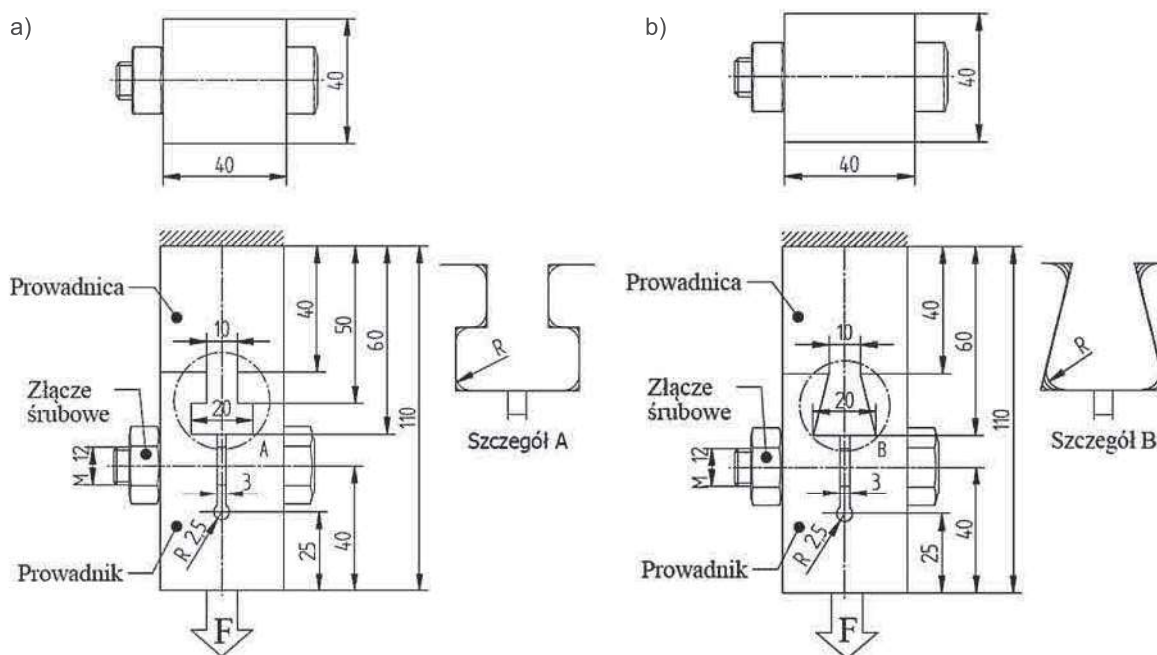 a)
40
40
Prowadnica
10
40
50
60
110
20
A
Złącze
śrubowe
M 12
3
R 2,5
25
40
Prowadnik
F
R
Szczegół A
b)
40
40
Prowadnica
10
40
60
110
20
B
Złącze
śrubowe
M 12
3
R 2,5
25
40
Prowadnik
F
R
Szczegół B